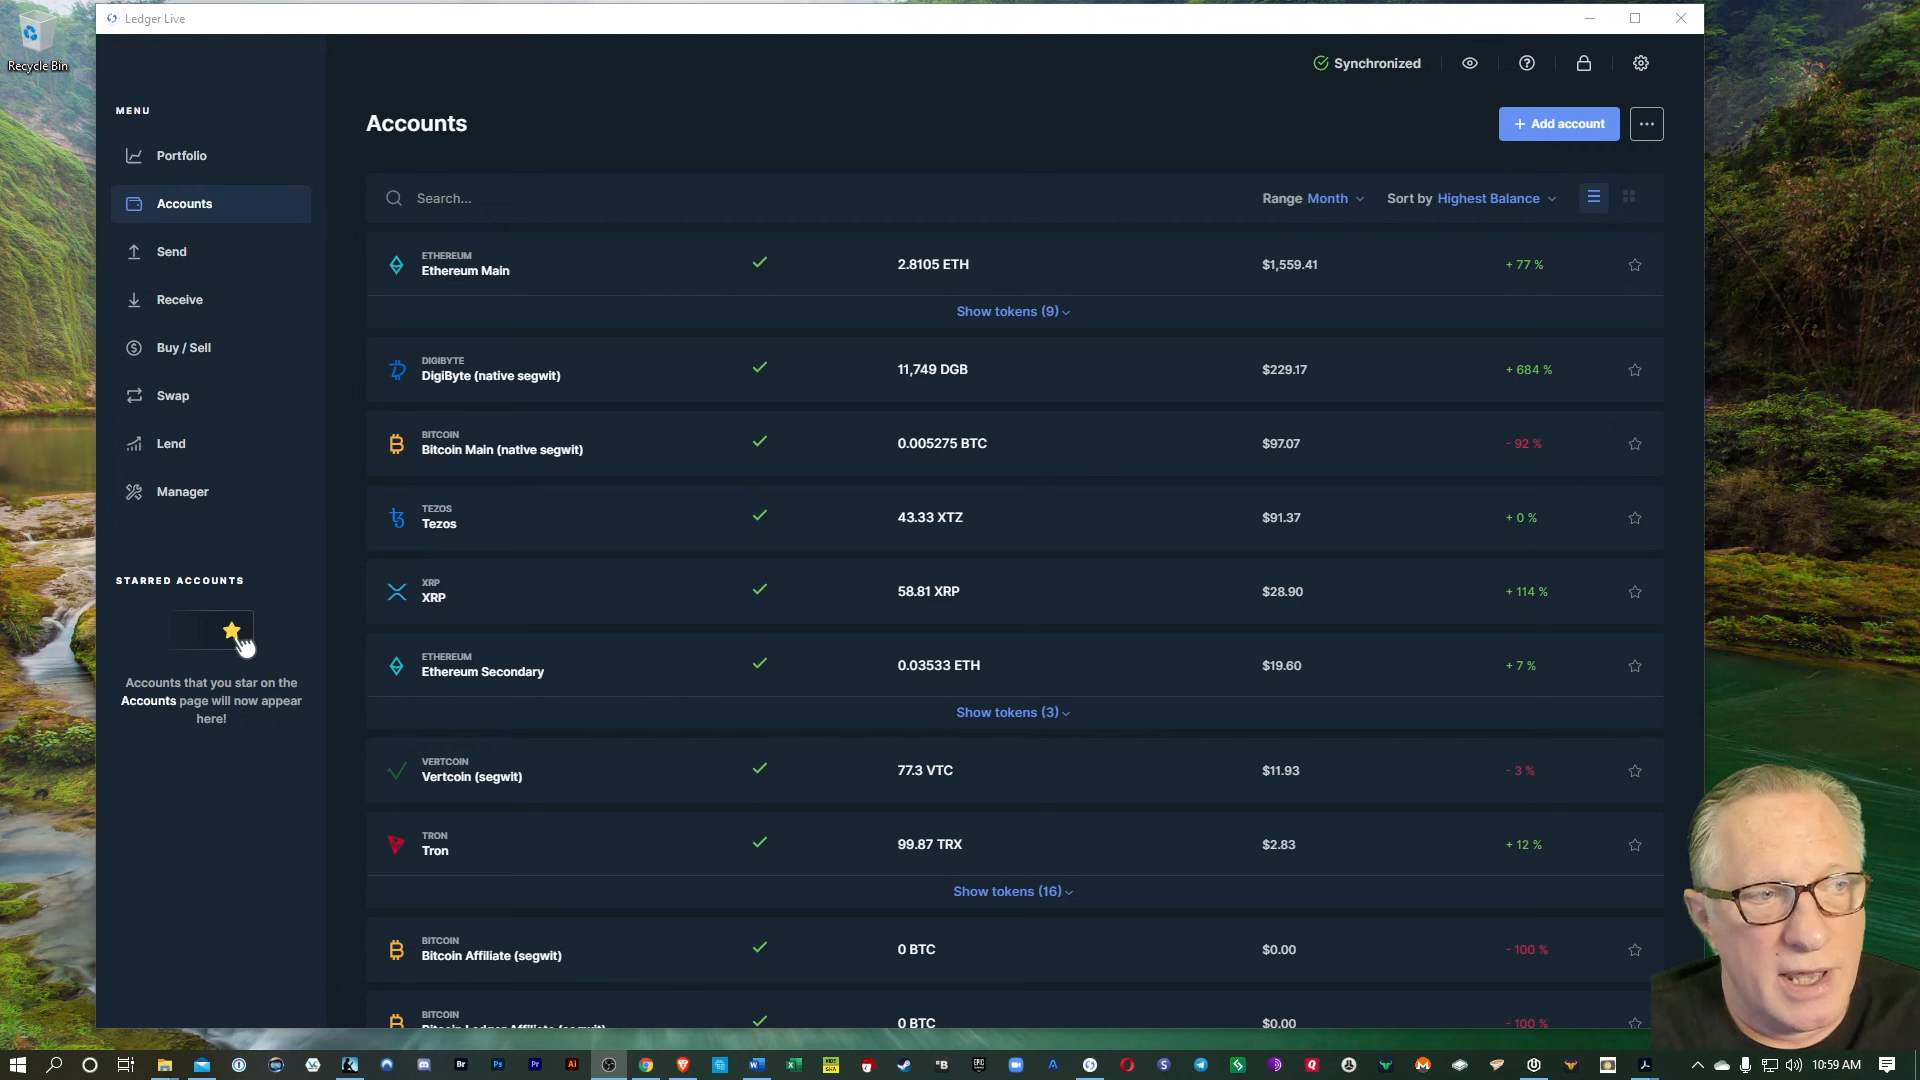 Recycle Bin
Ledger Live
Synchronized
MENU
Portfolio
Accounts
Send
Receive
Buy / Sell
Swap
Lend
Manager
STARRED ACCOUNTS
Accounts that you star on the
Accounts page will now appear
here!
Accounts
+ Add account
Search...
Range Month
Sort by Highest Balance
ETHEREUM
Ethereum Main
2.8105 ETH
$1,559.41
+ 77 %
Show tokens (9)
DIGIBYTE
DigiByte (native segwit)
11,749 DGB
$229.17
+ 684 %
BITCOIN
Bitcoin Main (native segwit)
0.005275 BTC
$97.07
- 92 %
TEZOS
Tezos
43.33 XTZ
$91.37
+ 0 %
XRP
XRP
58.81 XRP
$28.90
+ 114 %
ETHEREUM
Ethereum Secondary
0.03533 ETH
$19.60
+ 7 %
Show tokens (3)
VERTCOIN
Vertcoin (segwit)
77.3 VTC
$11.93
- 3 %
TRON
Tron
99.87 TRX
$2.83
+ 12 %
Show tokens (16)
BITCOIN
Bitcoin Affiliate (segwit)
0 BTC
$0.00
- 100 %
BITCOIN
Bitcoin Ledger Affiliate (segwit)
0 BTC
$0.00
- 100 %
10:59 AM